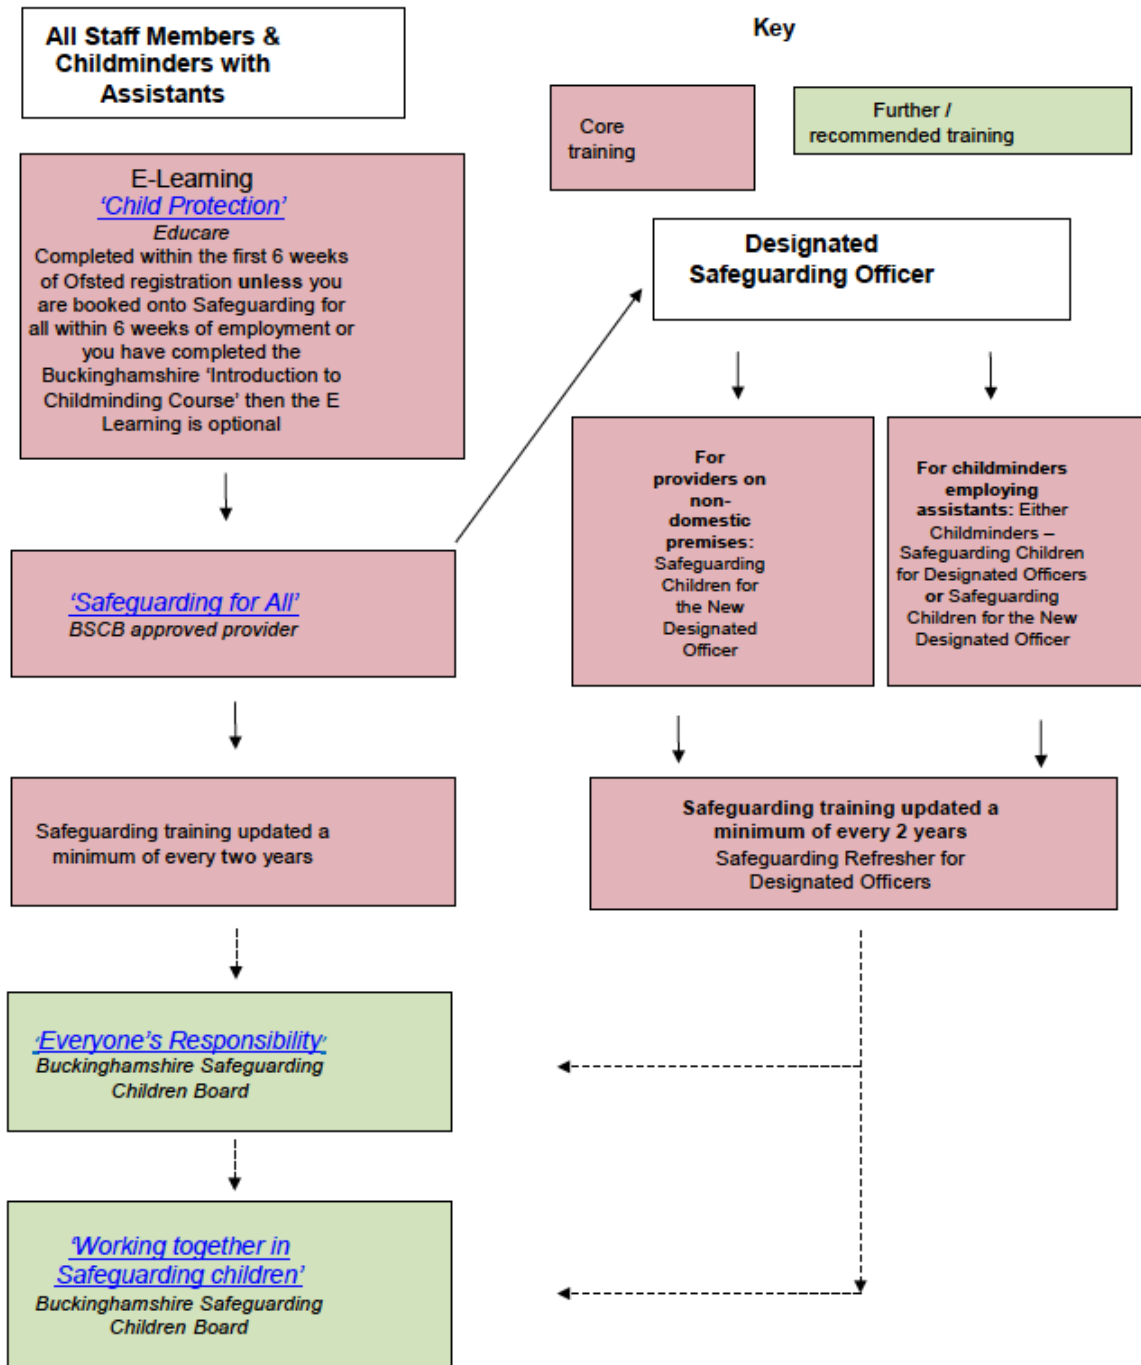 All Staff Members &
Childminders with
Assistants
Key
Core
training
Further /
recommended training
E-Learning
‘Child Protection’
Educare
Completed within the first 6 weeks
of Ofsted registration unless you
are booked onto Safeguarding for
all within 6 weeks of employment or
you have completed the
Buckinghamshire ‘Introduction to
Childminding Course’ then the E
Learning is optional
Designated
Safeguarding Officer
For
providers on
non-
domestic
premises:
Safeguarding
Children for
the New
Designated
Officer
For childminders
employing
assistants: Either
Childminders –
Safeguarding Children
for Designated Officers
or Safeguarding
Children for the New
Designated Officer
‘Safeguarding for All’
BSCB approved provider
Safeguarding training updated a
minimum of every two years
Safeguarding training updated a
minimum of every 2 years
Safeguarding Refresher for
Designated Officers
‘Everyone’s Responsibility’
Buckinghamshire Safeguarding
Children Board
‘Working together in
Safeguarding children’
Buckinghamshire Safeguarding
Children Board